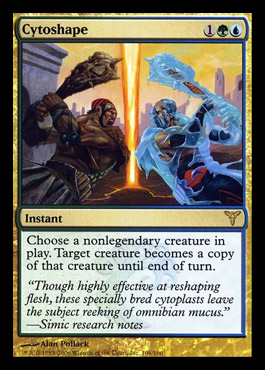 Cytoshape 1
Instant
Choose a nonlegendary creature in
play. Target creature becomes a copy
of that creature until end of turn.
“Though highly effective at reshaping
flesh, these specially bred cytoplasts leave
the subject reeking of omnibian mucus.”
—Simic research notes
Alan Pollack